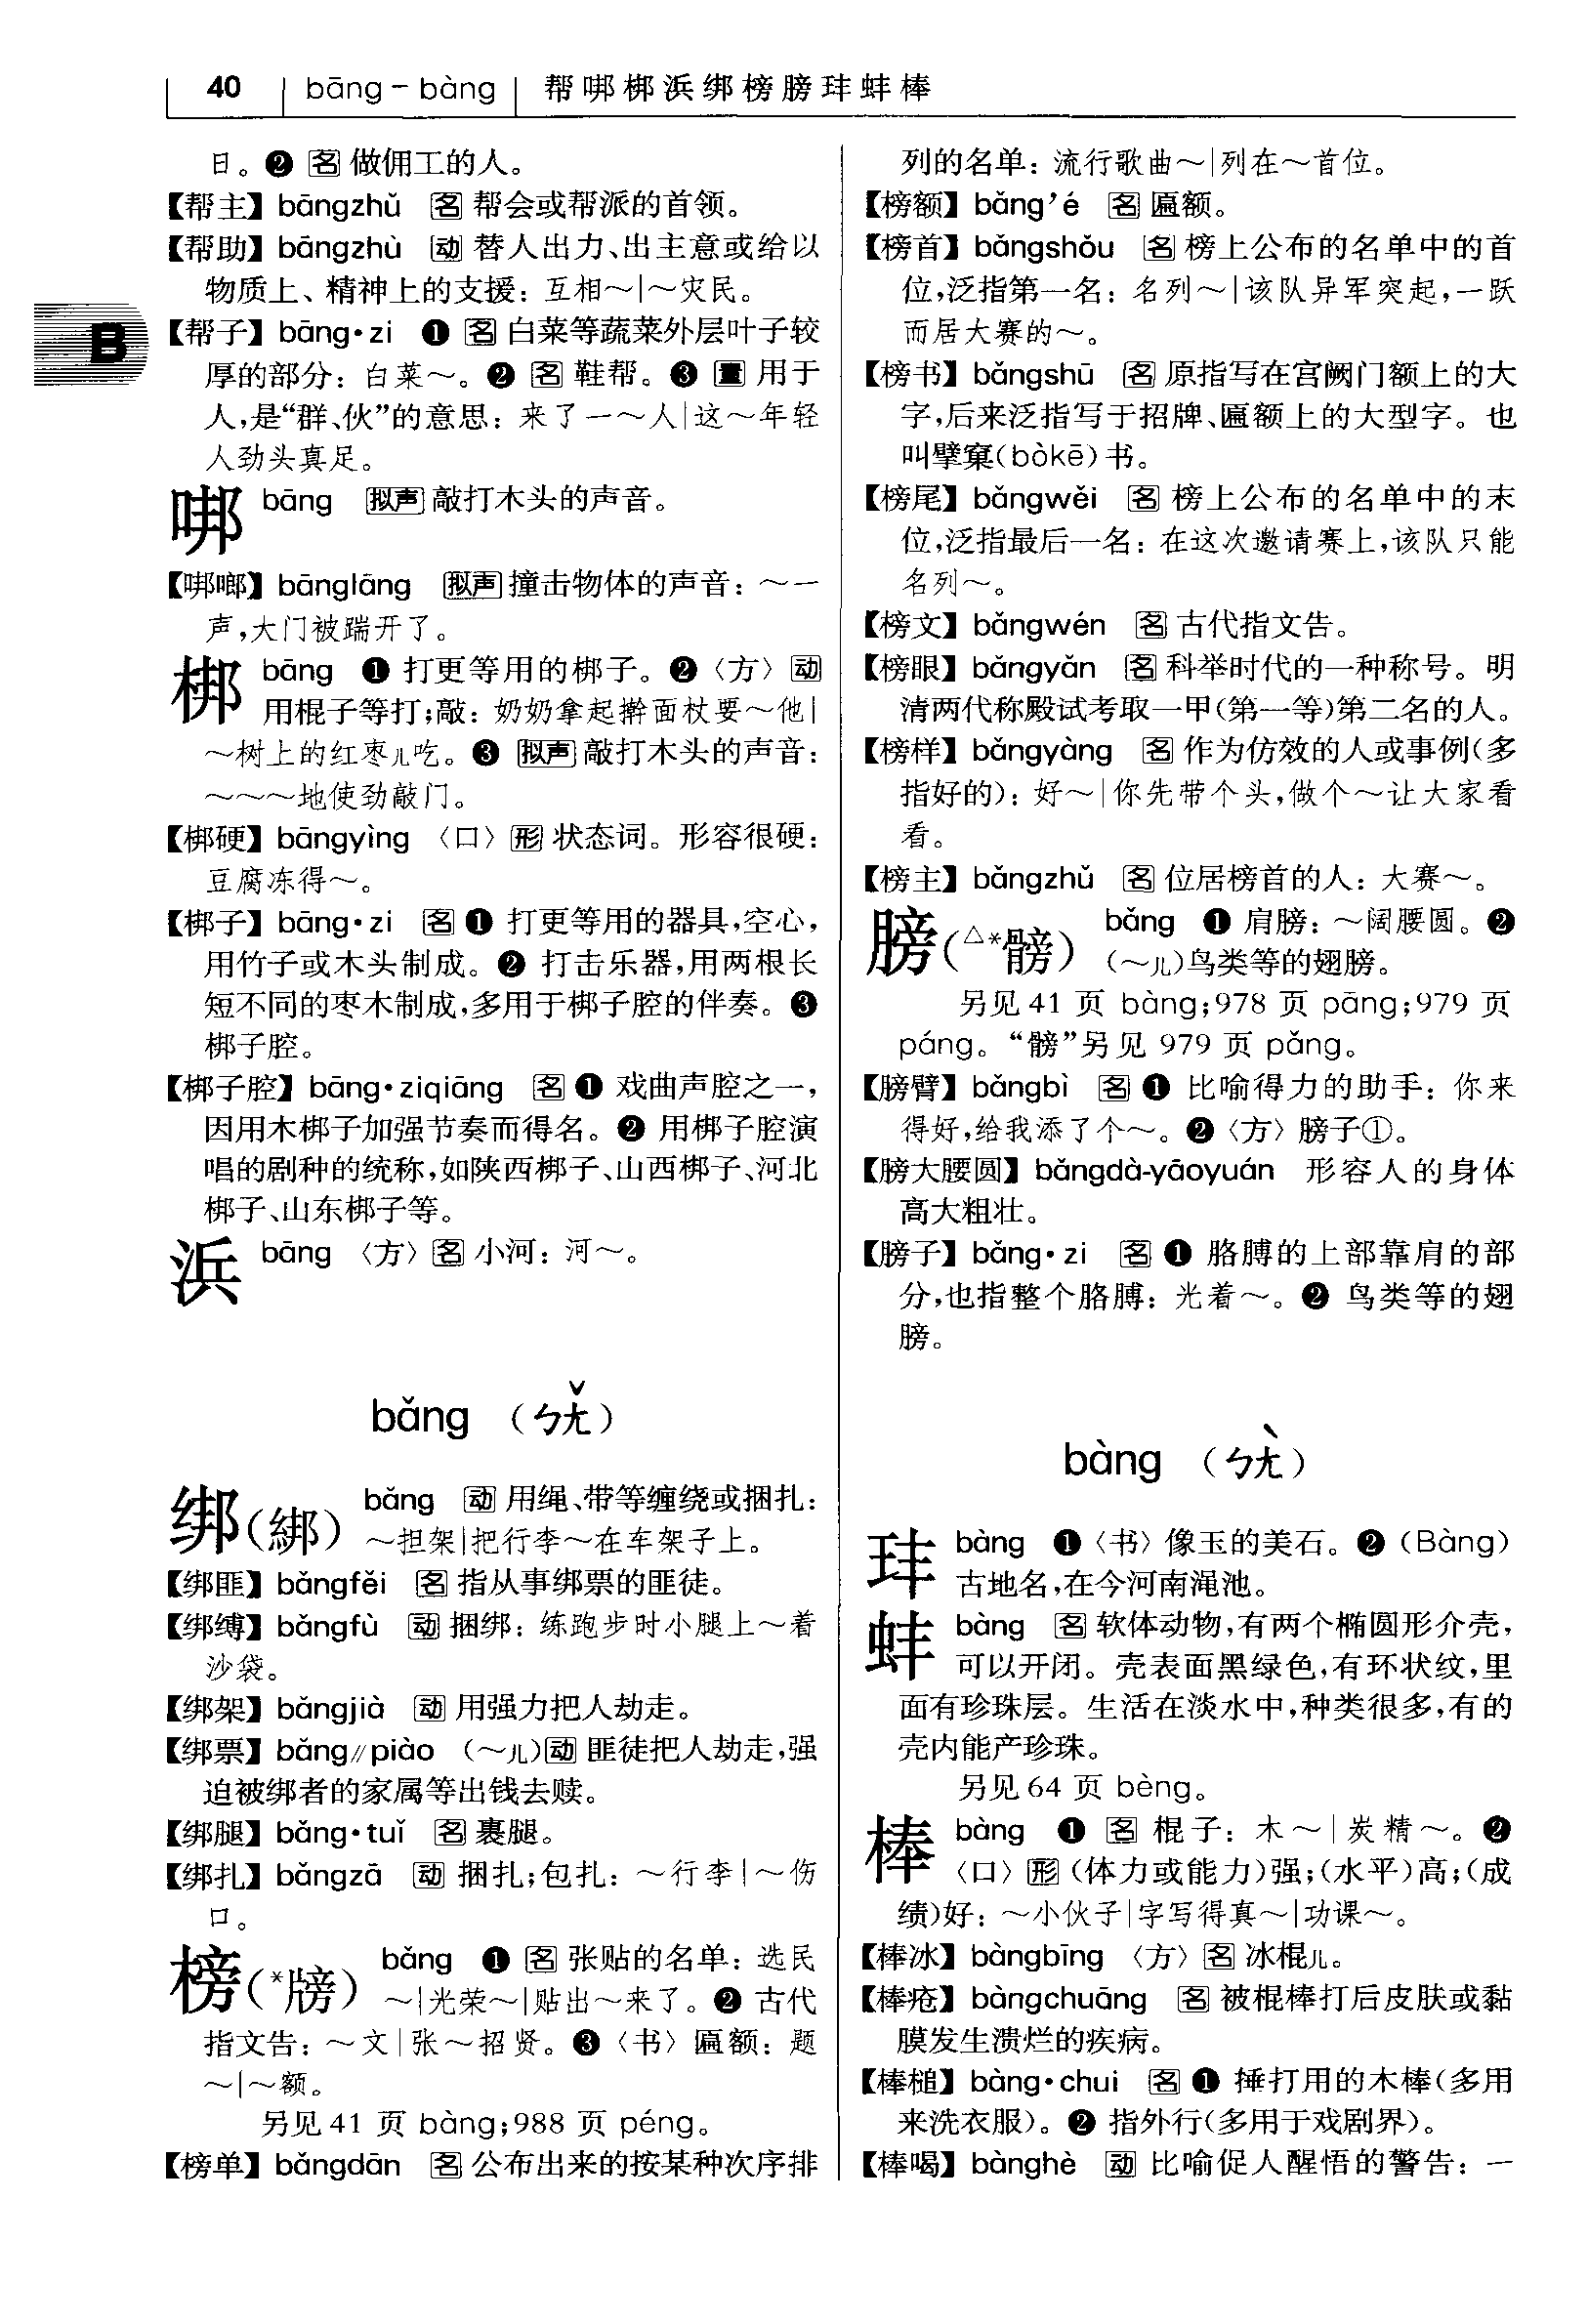 40 bāng－bàng 帮嘟梆浜绑榜膀玤蚌棒
日。❷ 名 做佣工的人。
【帮主】bāngzhǔ 名 帮会或帮派的首领。
【帮助】bāngzhù 动 替人出力、出主意或给以
物质上、精神上的支援：互相～|～灾民。
B
【帮子】bāng·zi ❶ 名 白菜等蔬菜外层叶子较
厚的部分：白菜～。❷ 名 鞋帮。❸ 量 用于
人，是“群、伙”的意思：来了一～人|这～年轻
人劲头真足。
哪 bāng 拟声 敲打木头的声音。
【哪啷】bānglāng 拟声 撞击物体的声音：～一
声，大门被踹开了。
梆 bāng ❶ 打更等用的梆子。❷〈方〉动
用棍子等打；敲：奶奶拿起擀面杖要～他|
～树上的红枣儿吃。❸ 拟声 敲打木头的声音：
～～～地使劲敲门。
【梆硬】bāngyìng 〈口〉形 状态词。形容很硬：
豆腐冻得～。
【梆子】bāng·zi 名 ❶ 打更等用的器具，空心，
用竹子或木头制成。❷ 打击乐器，用两根长
短不同的枣木制成，多用于梆子腔的伴奏。❸
梆子腔。
【梆子腔】bāng·ziqiāng 名 ❶ 戏曲声腔之一，
因用木梆子加强节奏而得名。❷ 用梆子腔演
唱的剧种的统称，如陕西梆子、山西梆子、河北
梆子、山东梆子等。
浜 bāng 〈方〉名 小河：河～。
bǎng （ㄅㄤˇ）
绑（綁） bǎng 动 用绳、带等缠绕或捆扎：
～担架|把行李～在车架子上。
【绑匪】bǎngfěi 名 指从事绑票的匪徒。
【绑缚】bǎngfù 动 捆绑：练跑步时小腿上～着
沙袋。
【绑架】bǎngjià 动 用强力把人劫走。
【绑票】bǎng//piào （～儿）动 匪徒把人劫走，强
迫被绑者的家属等出钱去赎。
【绑腿】bǎng·tuǐ 名 裹腿。
【绑扎】bǎngzā 动 捆扎；包扎：～行李|～伤
口。
榜（*牓） bǎng ❶ 名 张贴的名单：选民
～|光荣～|贴出～来了。❷ 古代
指文告：～文|张～招贤。❸〈书〉匾额：题
～|～额。
另见 41 页 bàng；988 页 péng。
【榜单】bǎngdān 名 公布出来的按某种次序排
列的名单：流行歌曲～|列在～首位。
【榜额】bǎng’é 名 匾额。
【榜首】bǎngshǒu 名 榜上公布的名单中的首
位，泛指第一名：名列～|该队异军突起，一跃
而居大赛的～。
【榜书】bǎngshū 名 原指写在宫阙门额上的大
字，后来泛指写于招牌、匾额上的大型字。也
叫擘窠（bòkē）书。
【榜尾】bǎngwěi 名 榜上公布的名单中的末
位，泛指最后一名：在这次邀请赛上，该队只能
名列～。
【榜文】bǎngwén 名 古代指文告。
【榜眼】bǎngyǎn 名 科举时代的一种称号。明
清两代称殿试考取一甲（第一等）第二名的人。
【榜样】bǎngyàng 名 作为仿效的人或事例（多
指好的）：好～|你先带个头，做个～让大家看
看。
【榜主】bǎngzhǔ 名 位居榜首的人：大赛～。
膀（△*髈） bǎng ❶ 肩膀：～阔腰圆。❷
（～儿）鸟类等的翅膀。
另见 41 页 bàng；978 页 pāng；979 页
páng。“髈”另见 979 页 pǎng。
【膀臂】bǎngbì 名 ❶ 比喻得力的助手：你来
得好，给我添了个～。❷〈方〉膀子①。
【膀大腰圆】bǎngdà-yāoyuán 形容人的身体
高大粗壮。
【膀子】bǎng·zi 名 ❶ 胳膊的上部靠肩的部
分，也指整个胳膊：光着～。❷ 鸟类等的翅
膀。
bàng （ㄅㄤˋ）
玤 bàng ❶〈书〉像玉的美石。❷（Bàng）
古地名，在今河南渑池。
蚌 bàng 名 软体动物，有两个椭圆形介壳，
可以开闭。壳表面黑绿色，有环状纹，里
面有珍珠层。生活在淡水中，种类很多，有的
壳内能产珍珠。
另见 64 页 bèng。
棒 bàng ❶ 名 棍子：木～|炭精～。❷
〈口〉形（体力或能力）强；（水平）高；（成
绩）好：～小伙子|字写得真～|功课～。
【棒冰】bàngbīng 〈方〉名 冰棍儿。
【棒疮】bàngchuāng 名 被棍棒打后皮肤或黏
膜发生溃烂的疾病。
【棒槌】bàng·chui 名 ❶ 捶打用的木棒（多用
来洗衣服）。❷ 指外行（多用于戏剧界）。
【棒喝】bànghè 动 比喻促人醒悟的警告：一